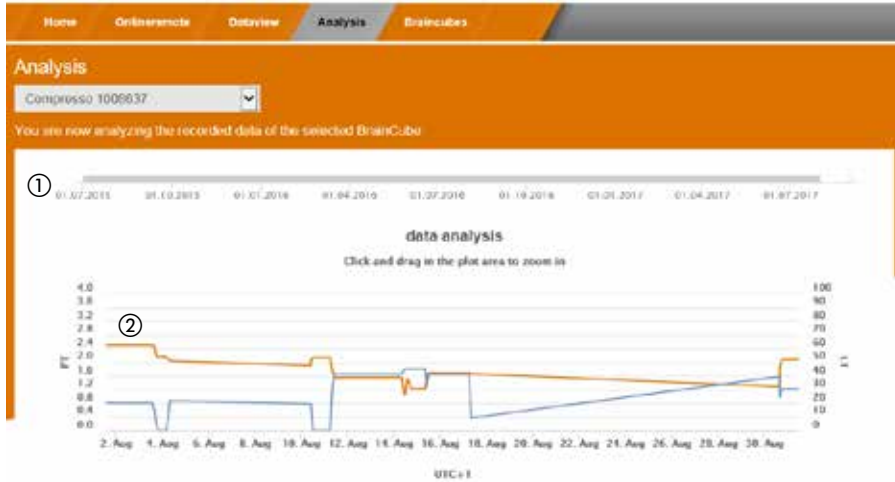 Home Onlineremote Dataview Analysis Braincubes
Analysis
Compresso 1008637
You are now analyzing the recorded data of the selected BrainCube
①
01.07.2015 01.10.2015 01.01.2016 01.04.2016 01.07.2016 01.10.2016 01.01.2017 01.04.2017 01.07.2017
data analysis
Click and drag in the plot area to zoom in
②
4.0 100
3.6 90
3.2 80
2.8 70
2.4 60
2.0 50
PT
1.6 40
1.2 30
0.8 20
0.4 10
0.0 0
2. Aug 4. Aug 6. Aug 8. Aug 10. Aug 12. Aug 14. Aug 16. Aug 18. Aug 20. Aug 22. Aug 24. Aug 26. Aug 28. Aug 30. Aug
UTC+1